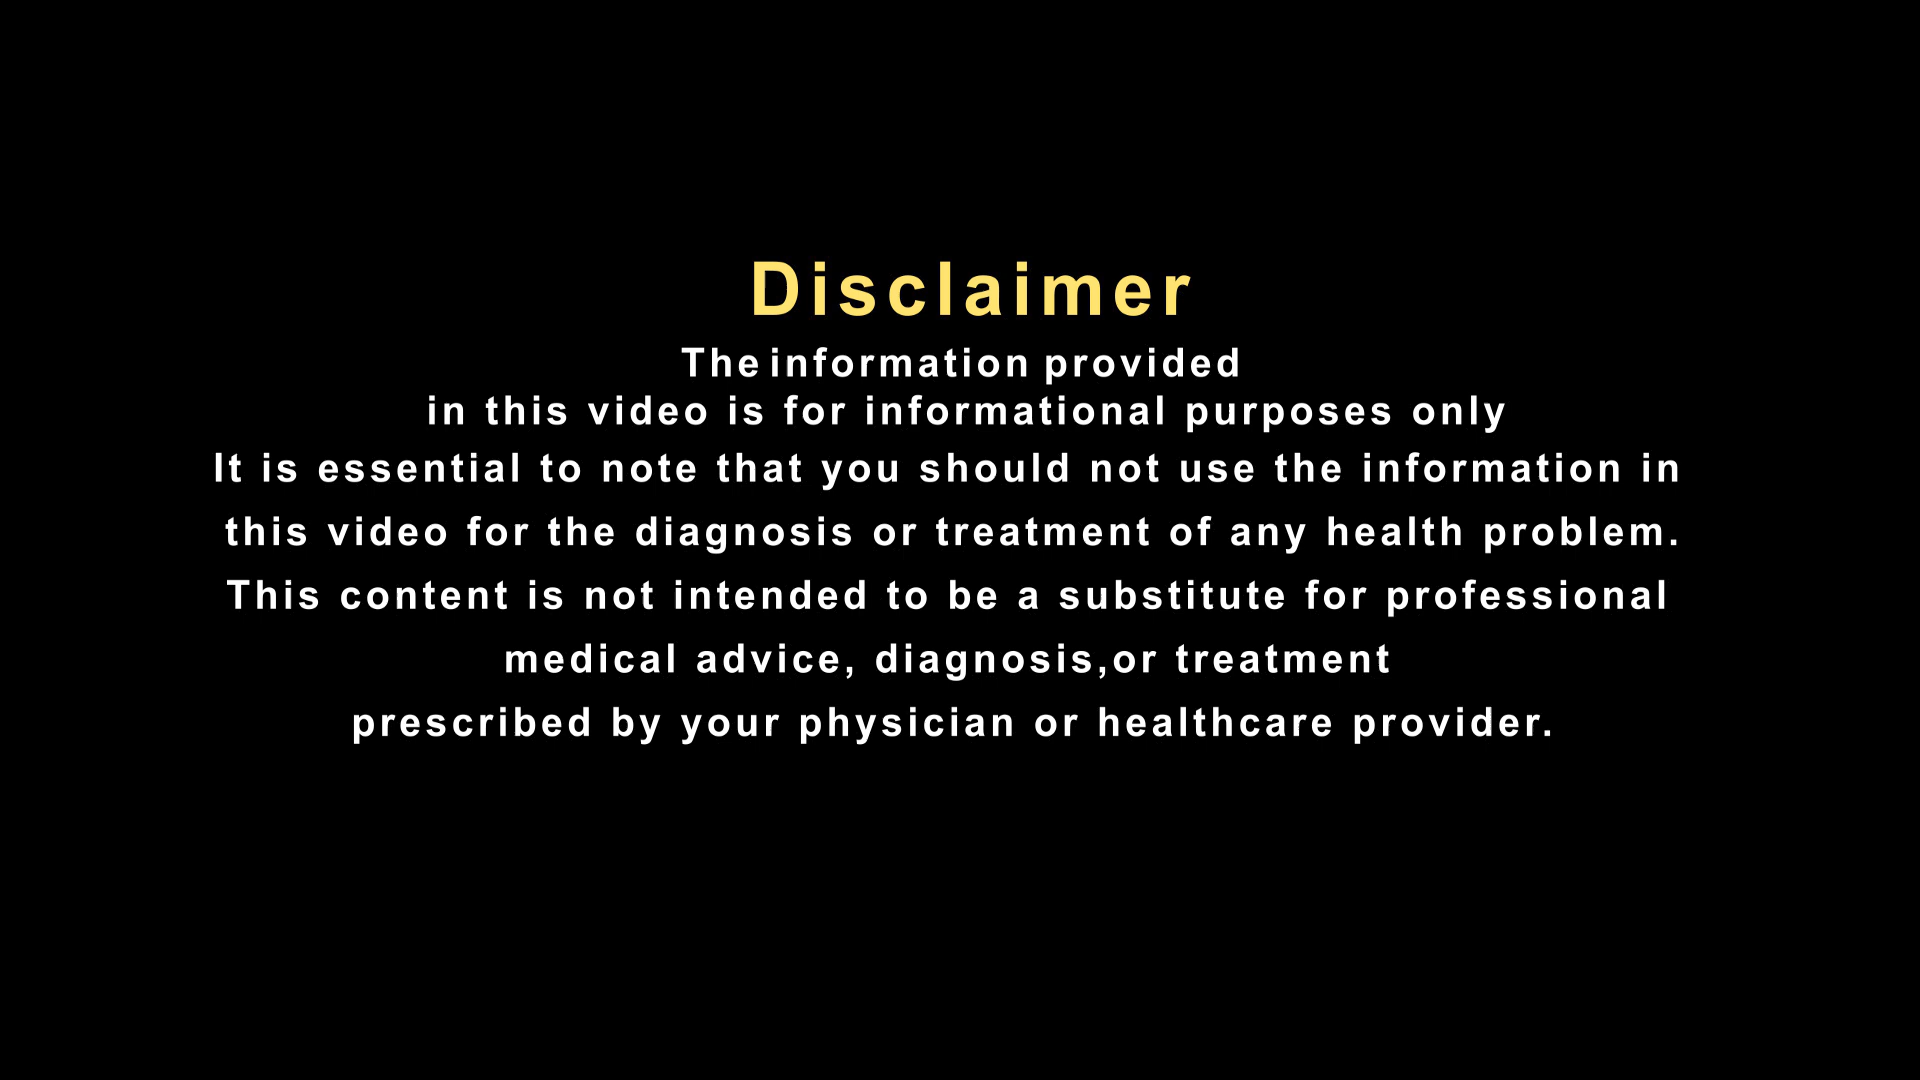 Disclaimer
The information provided
in this video is for informational purposes only
It is essential to note that you should not use the information in
this video for the diagnosis or treatment of any health problem.
This content is not intended to be a substitute for professional
medical advice, diagnosis,or treatment
prescribed by your physician or healthcare provider.